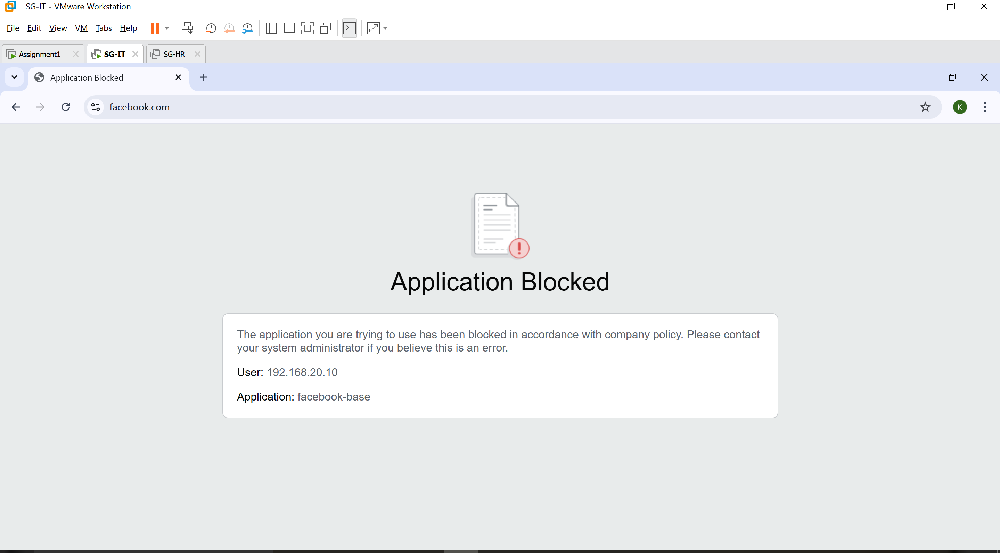 SG-IT - VMware Workstation
File Edit View VM Tabs Help
Assignment1 SG-IT SG-HR
Application Blocked
facebook.com K
Application Blocked
The application you are trying to use has been blocked in accordance with company policy. Please contact
your system administrator if you believe this is an error.
User: 192.168.20.10
Application: facebook-base